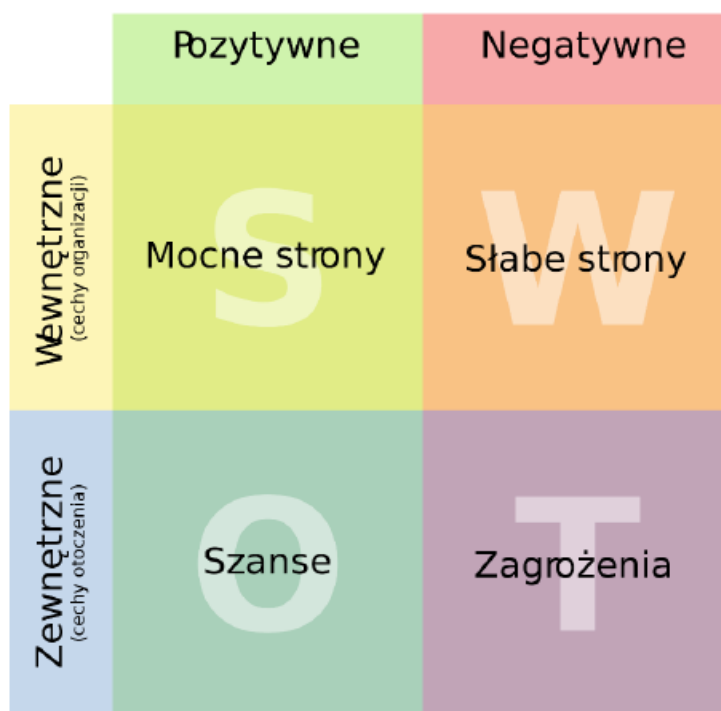 Pozytywne
Negatywne
Wewnętrzne
(cechy organizacji)
S
Mocne strony
W
Słabe strony
Zewnętrzne
(cechy otoczenia)
O
Szanse
T
Zagrożenia